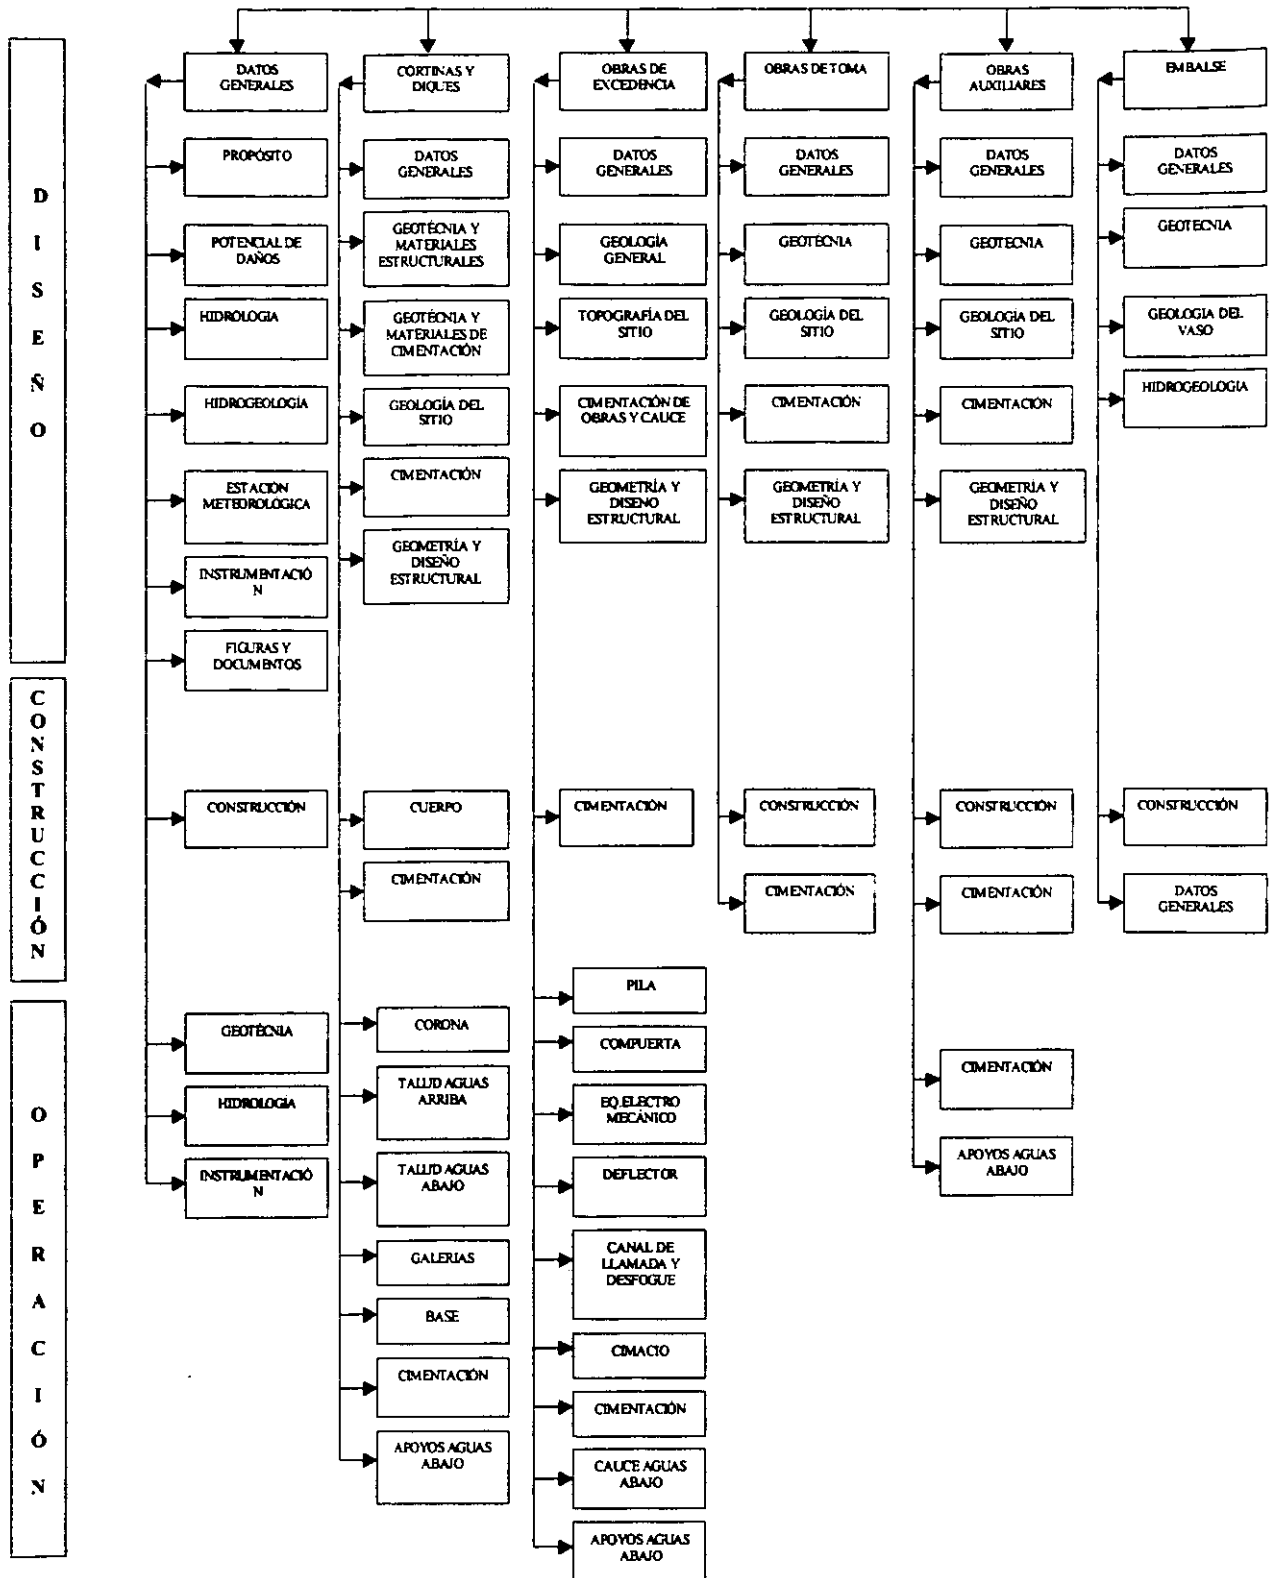 DISEÑO
CONSTRUCCIÓN
OPERACIÓN
DATOS
GENERALES
PROPÓSITO
POTENCIAL DE
DAÑOS
HIDROLOGIA
HIDROGEOLOGÍA
ESTACIÓN
METEOROLOGICA
INSTRUMENTACIÓ
N
FIGURAS Y
DOCUMENTOS
CONSTRUCCIÓN
GEOTÉCNIA
HIDROLOGÍA
INSTRUMENTACIÓ
N
CORTINAS Y
DIQUES
DATOS
GENERALES
GEOTÉCNIA Y
MATERIALES
ESTRUCTURALES
GEOTÉCNIA Y
MATERIALES DE
CIMENTACIÓN
GEOLOGÍA DEL
SITIO
CIMENTACIÓN
GEOMETRÍA Y
DISEÑO
ESTRUCTURAL
CUERPO
CIMENTACIÓN
CORONA
TALUD AGUAS
ARRIBA
TALUD AGUAS
ABAJO
GALERIAS
BASE
CIMENTACIÓN
APOYOS AGUAS
ABAJO
OBRAS DE
EXCEDENCIA
DATOS
GENERALES
GEOLOGÍA
GENERAL
TOPOGRAFÍA DEL
SITIO
CIMENTACIÓN DE
OBRAS Y CAUCE
GEOMETRÍA Y
DISEÑO
ESTRUCTURAL
CIMENTACIÓN
PILA
COMPUERTA
EQ.ELECTRO
MECÁNICO
DEFLECTOR
CANAL DE
LLAMADA Y
DESFOGUE
CIMACIO
CIMENTACIÓN
CAUCE AGUAS
ABAJO
APOYOS AGUAS
ABAJO
OBRAS DE TOMA
DATOS
GENERALES
GEOTECNIA
GEOLOGÍA DEL
SITIO
CIMENTACIÓN
GEOMETRÍA Y
DISEÑO
ESTRUCTURAL
CONSTRUCCIÓN
CIMENTACIÓN
OBRAS
AUXILIARES
DATOS
GENERALES
GEOTECNIA
GEOLOGÍA DEL
SITIO
CIMENTACIÓN
GEOMETRÍA Y
DISEÑO
ESTRUCTURAL
CONSTRUCCIÓN
CIMENTACIÓN
CIMENTACIÓN
APOYOS AGUAS
ABAJO
EMBALSE
DATOS
GENERALES
GEOTECNIA
GEOLOGIA DEL
VASO
HIDROGEOLOGIA
CONSTRUCCIÓN
DATOS
GENERALES